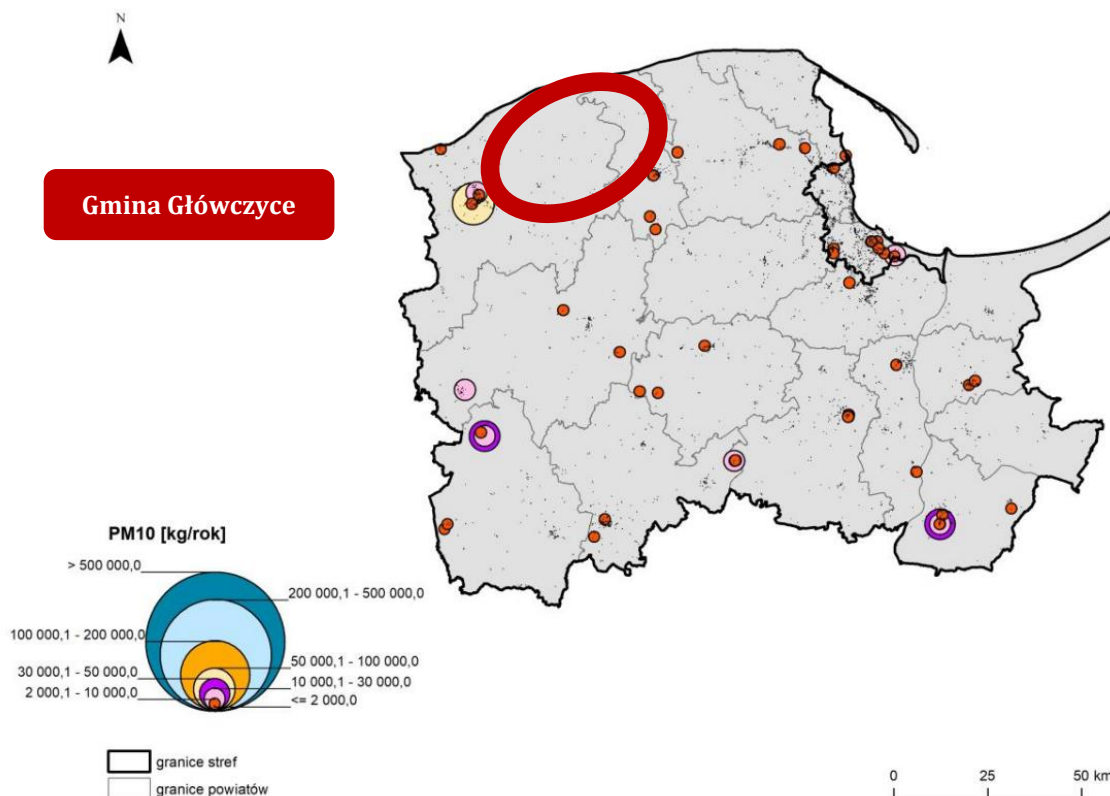 N
Gmina Główczyce
PM10 [kg/rok]
> 500 000,0
200 000,1 - 500 000,0
100 000,1 - 200 000,0
50 000,1 - 100 000,0
30 000,1 - 50 000,0
10 000,1 - 30 000,0
2 000,1 - 10 000,0
<= 2 000,0
granice stref
granice powiatów
0 25 50 km